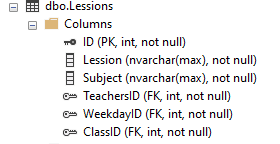 dbo.Lessions
Columns
ID (PK, int, not null)
Lession (nvarchar(max), not null)
Subject (nvarchar(max), not null)
TeachersID (FK, int, not null)
WeekdayID (FK, int, not null)
ClassID (FK, int, not null)